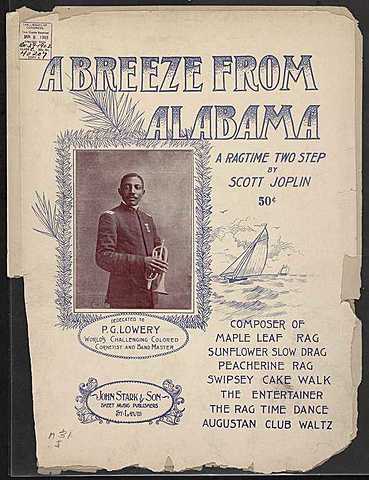 A BREEZE FROM
ALABAMA
A RAGTIME TWO STEP
BY
SCOTT JOPLIN
50¢
DEDICATED TO
P.G. LOWERY
WORLD'S CHALLENGING COLORED
CORNETIST AND BAND MASTER
COMPOSER OF
MAPLE LEAF RAG
SUNFLOWER SLOW DRAG
PEACHERINE RAG
SWIPSEY CAKE WALK
THE ENTERTAINER
THE RAG TIME DANCE
AUGUSTAN CLUB WALTZ
JOHN STARK & SON
SHEET MUSIC PUBLISHERS
ST. LOUIS